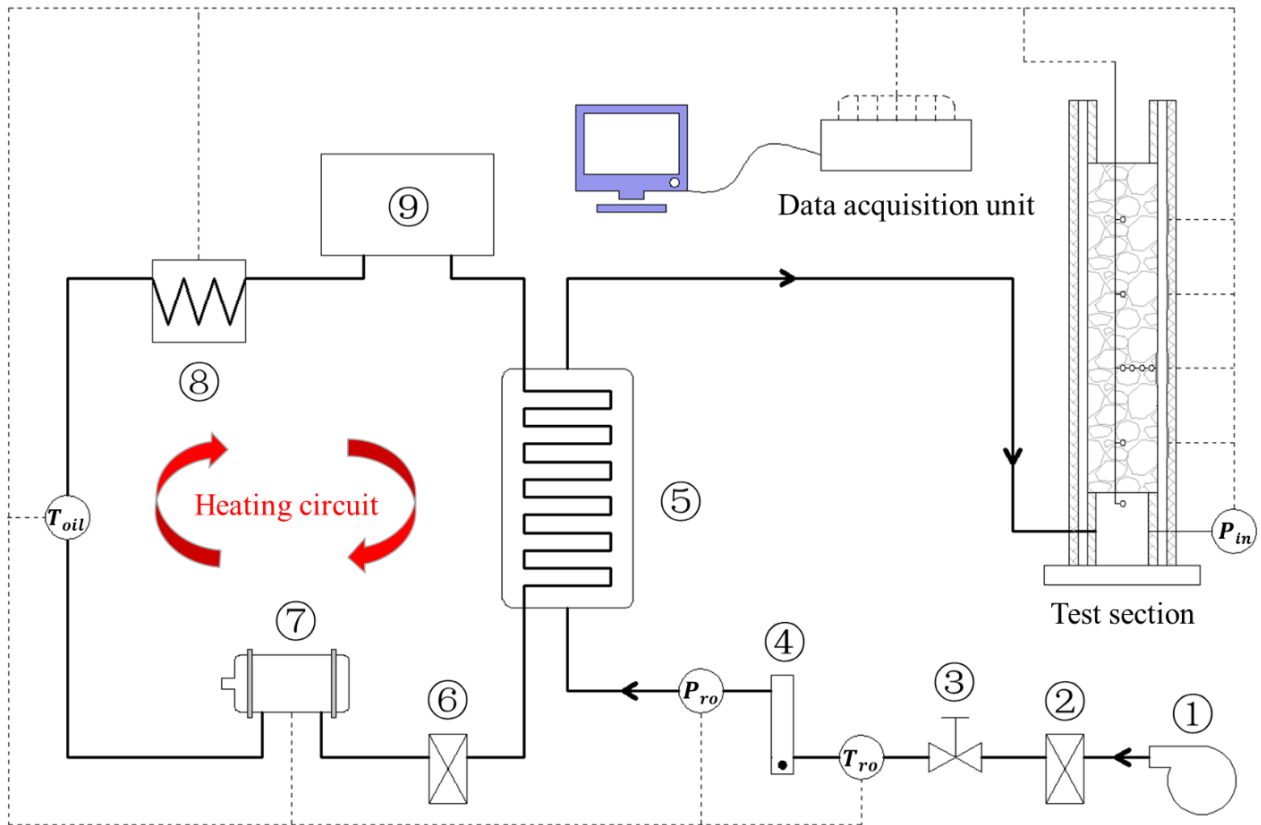 ⑨
Data acquisition unit
⑧
⑤
Heating circuit
T_oil
P_in
Test section
⑦
④
⑥
P_ro
③
②
①
T_ro